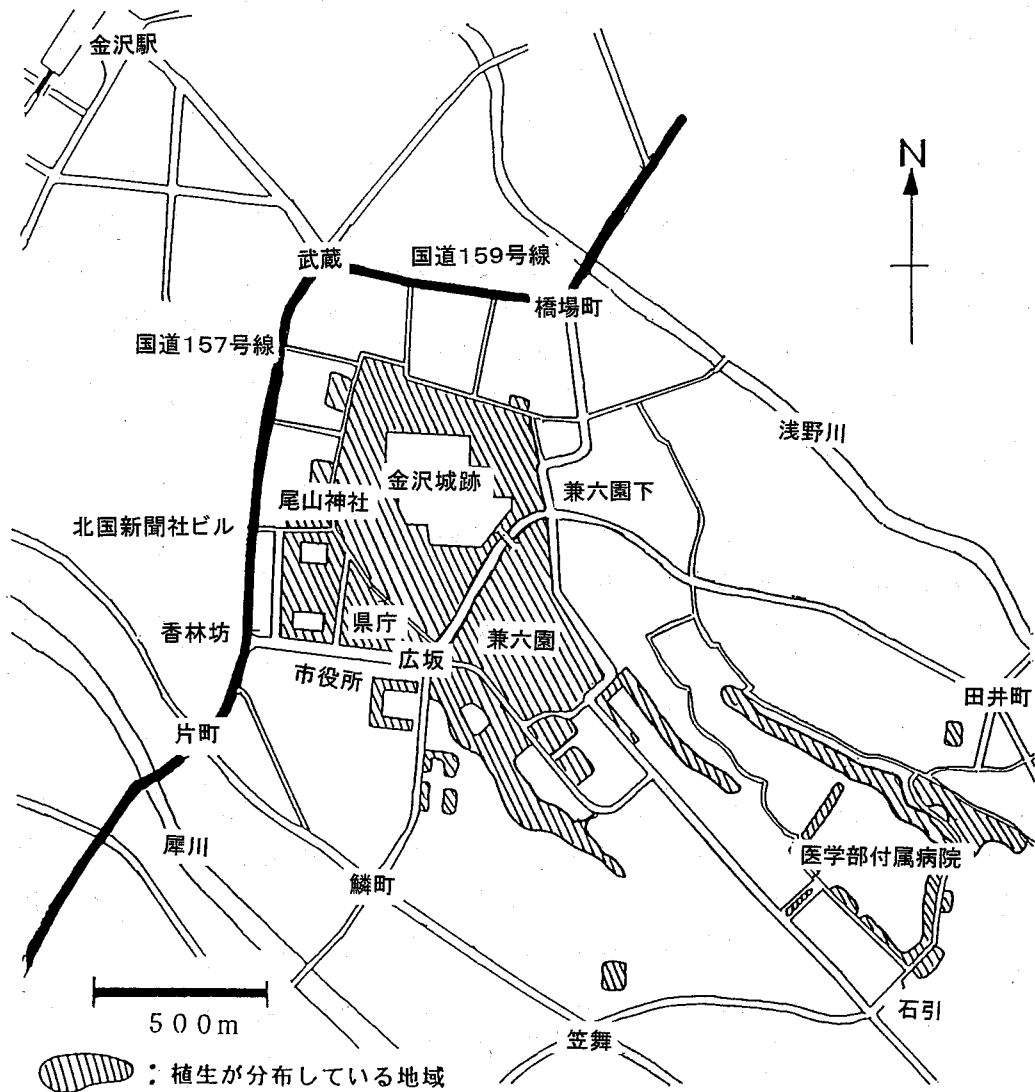 金沢駅
N
武蔵
国道159号線
橋場町
国道157号線
浅野川
金沢城跡
兼六園下
尾山神社
北国新聞社ビル
県庁
香林坊
兼六園
広坂
市役所
田井町
片町
犀川
医学部付属病院
鱗町
石引
500m
笠舞
：植生が分布している地域